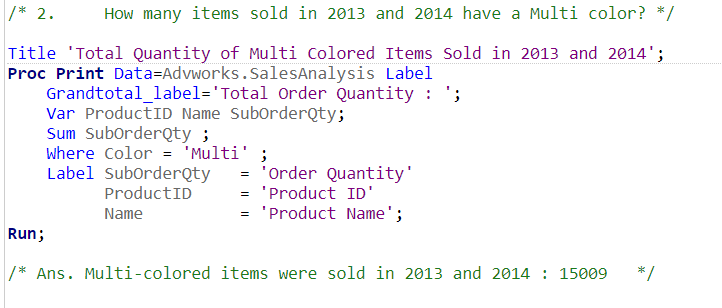 /* 2.     How many items sold in 2013 and 2014 have a Multi color? */
Title 'Total Quantity of Multi Colored Items Sold in 2013 and 2014';
Proc Print Data=Advworks.SalesAnalysis Label
    Grandtotal_label='Total Order Quantity : ';
    Var ProductID Name SubOrderQty;
    Sum SubOrderQty ;
    Where Color = 'Multi' ;
    Label SubOrderQty   = 'Order Quantity'
          ProductID     = 'Product ID'
          Name          = 'Product Name';
Run;
/* Ans. Multi-colored items were sold in 2013 and 2014 : 15009   */